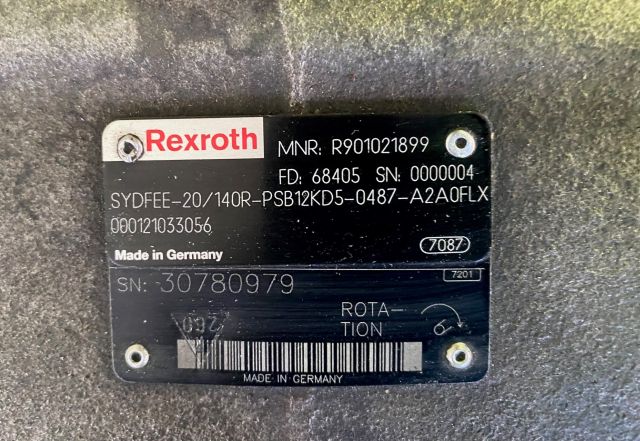 Rexroth
MNR: R901021899
FD: 68405 SN: 0000004
SYDFEE-20/140R-PSB12KD5-0487-A2A0FLX
000121033056
Made in Germany
7087
SN: 30780979
7201
ROTA-
TION
MADE IN GERMANY